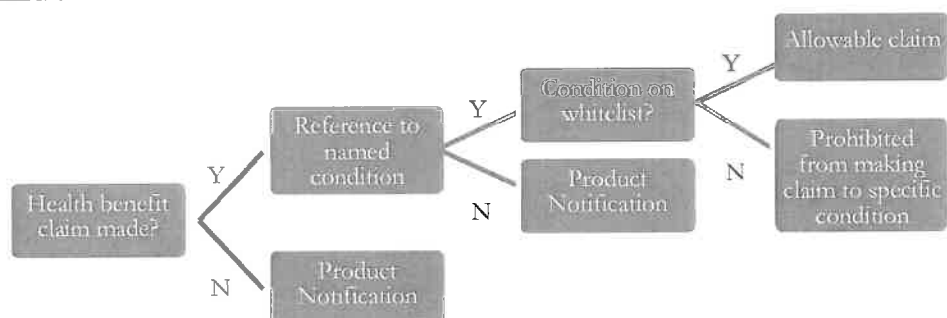 Health benefit
claim made?
Y
N
Reference to
named
condition
Product
Notification
Y
N
Condition on
whitelist?
Product
Notification
Y
N
Allowable claim
Prohibited
from making
claim to specific
condition